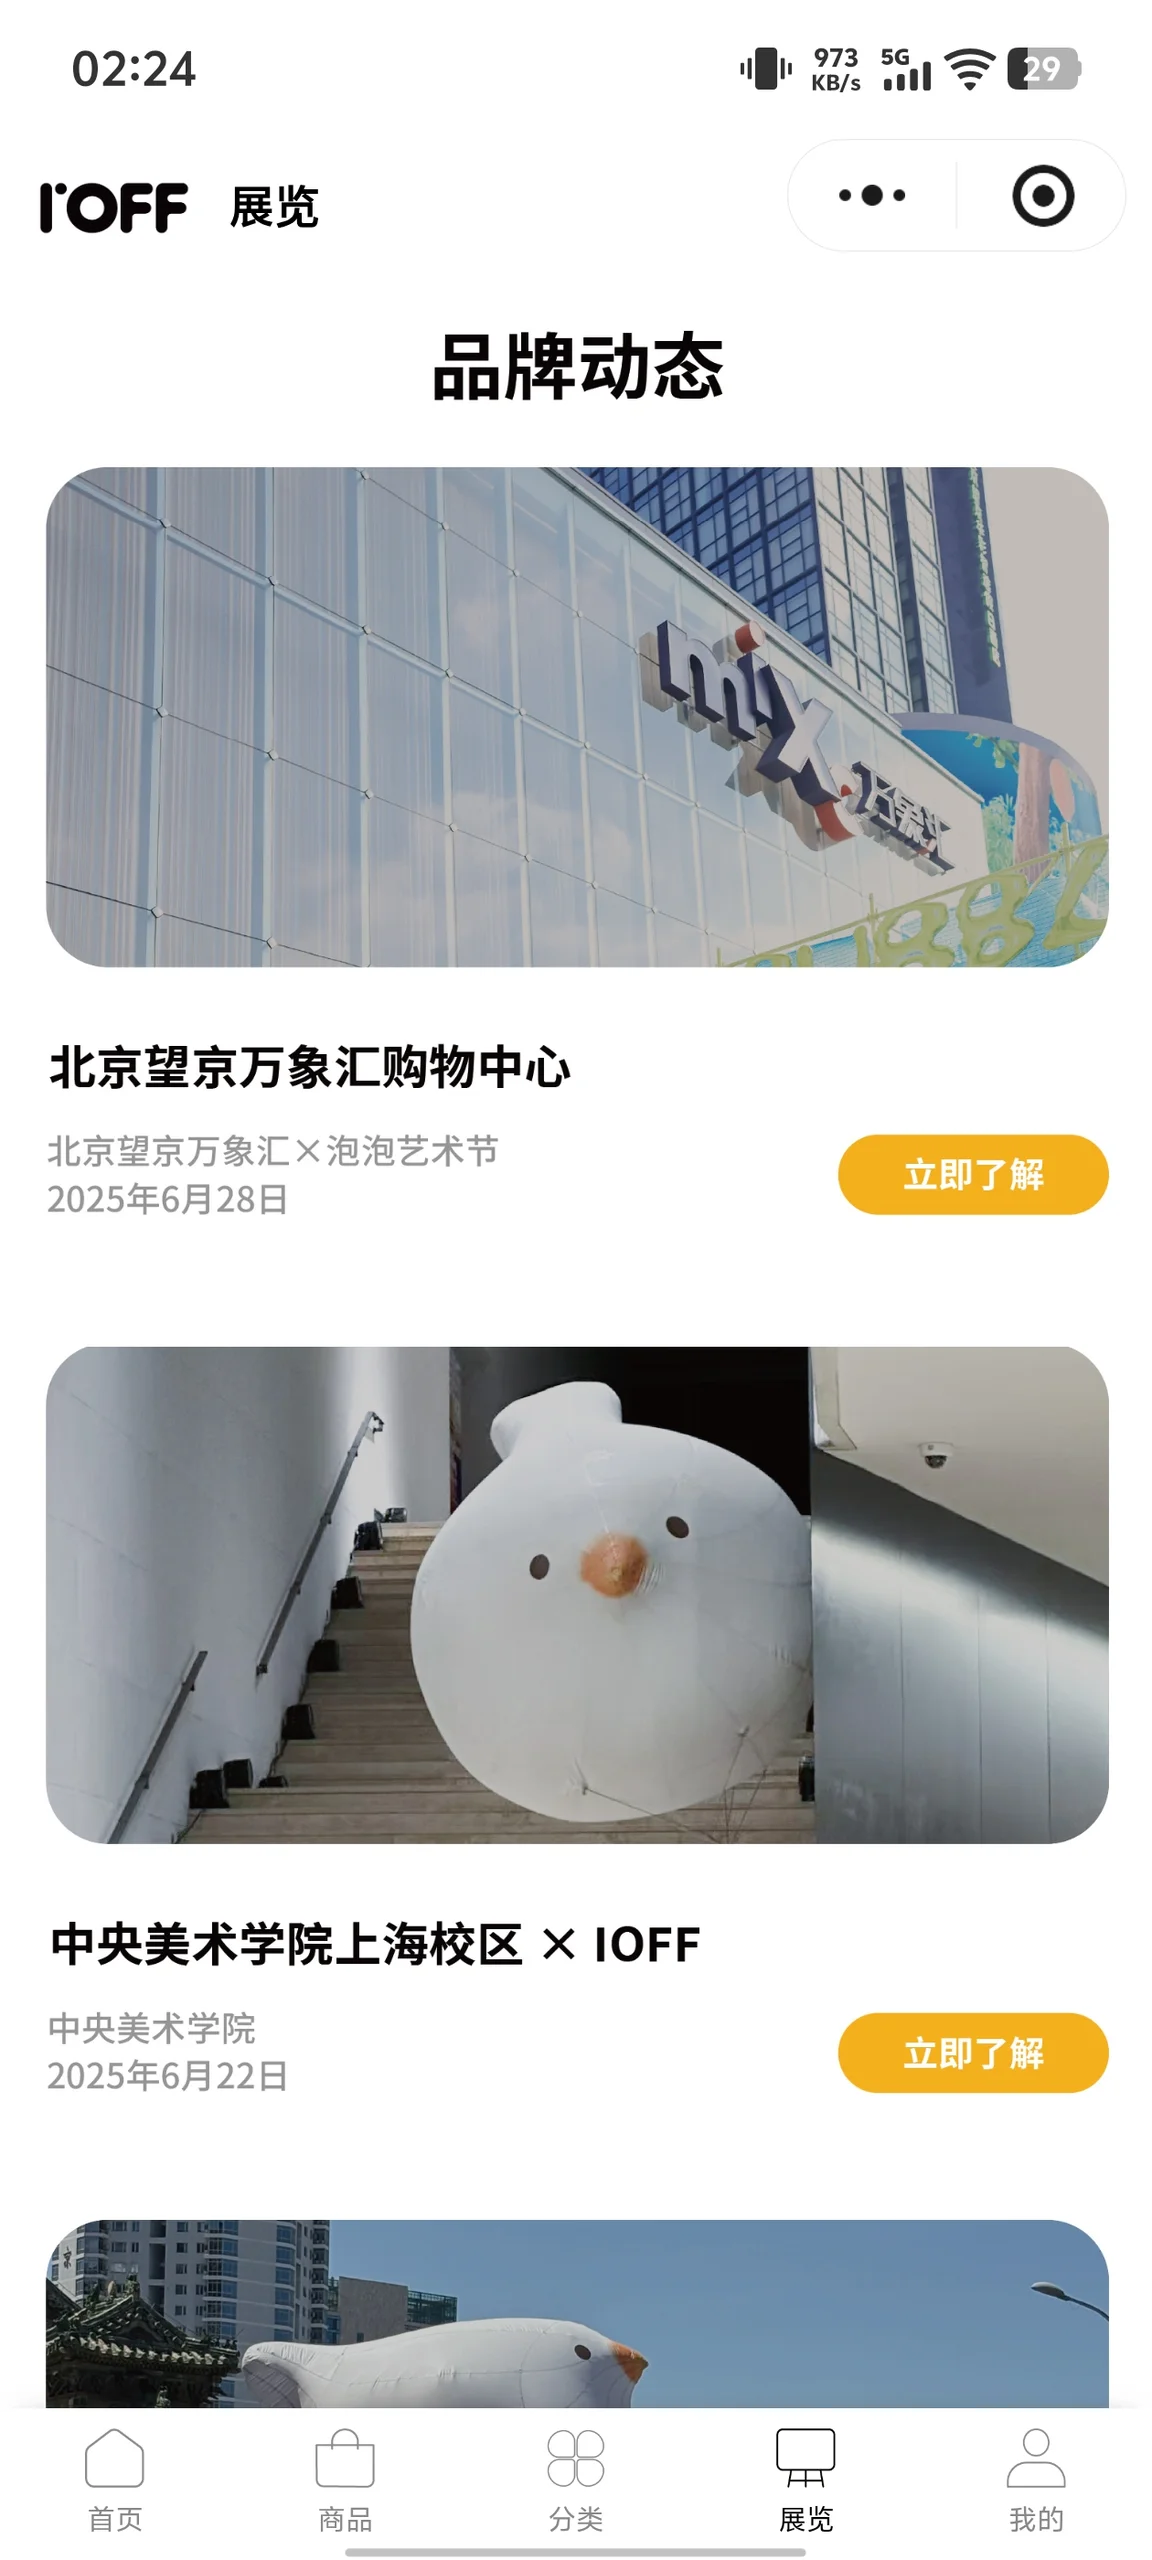 02:24
973
KB/s
5G
29
I'OFF 展览
品牌动态
mix
万象汇
北京望京万象汇购物中心
北京望京万象汇×泡泡艺术节
2025年6月28日
立即了解
中央美术学院上海校区 × IOFF
中央美术学院
2025年6月22日
立即了解
首页
商品
分类
展览
我的